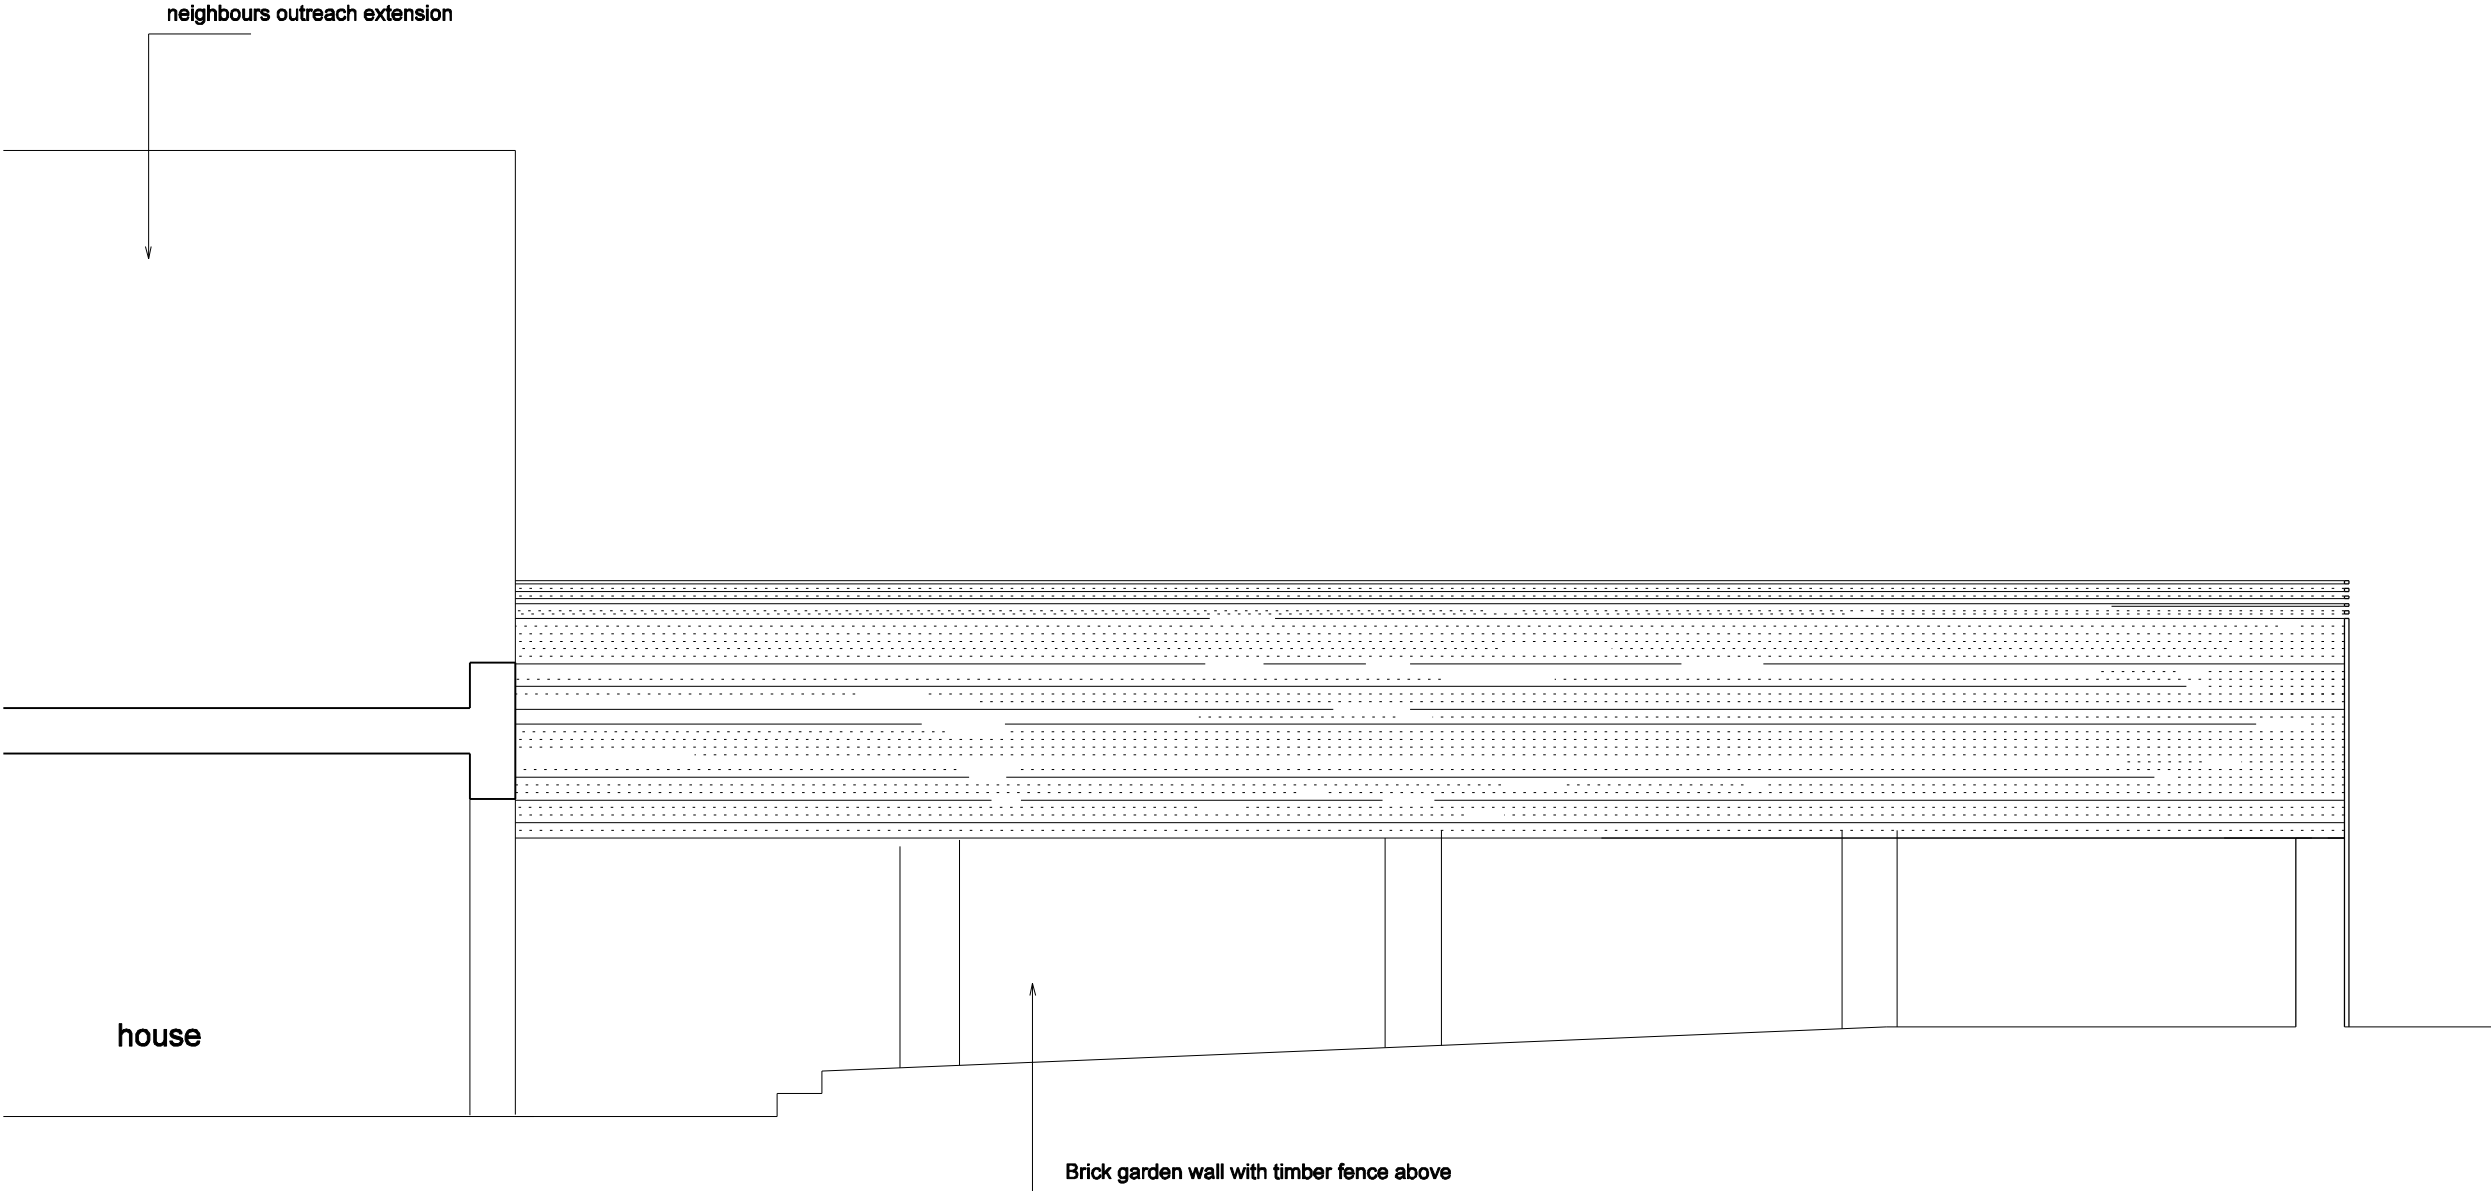 neighbours outreach extension
house
Brick garden wall with timber fence above